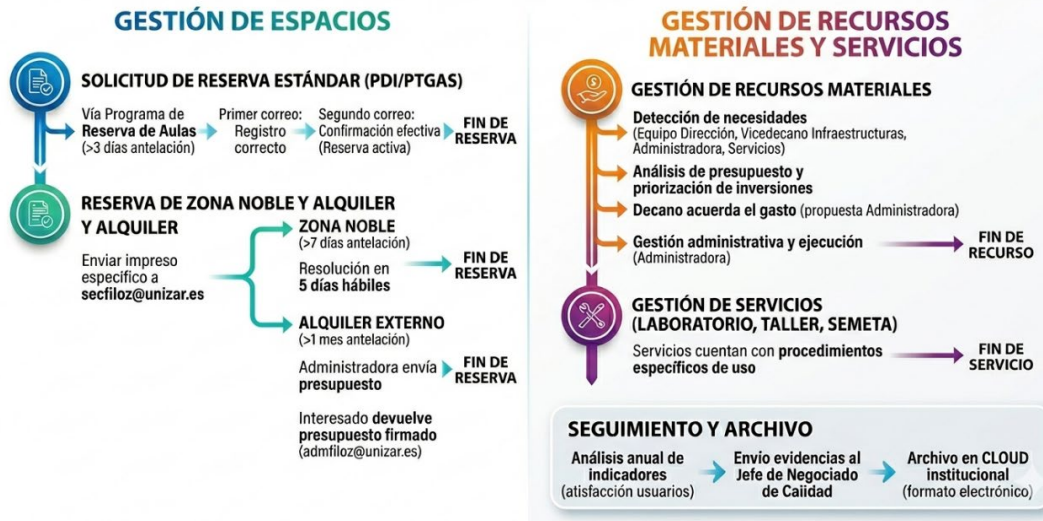 GESTIÓN DE ESPACIOS
SOLICITUD DE RESERVA ESTÁNDAR (PDI/PTGAS)
Vía Programa de
Reserva de Aulas
(>3 días antelación)
Primer correo:
Registro
correcto
Segundo correo:
Confirmación efectiva
(Reserva activa)
FIN DE
RESERVA
RESERVA DE ZONA NOBLE Y ALQUILER
Y ALQUILER
Enviar impreso
específico a
secfiloz@unizar.es
ZONA NOBLE
(>7 días antelación)
Resolución en
5 días hábiles
FIN DE
RESERVA
ALQUILER EXTERNO
(>1 mes antelación)
Administradora envía
presupuesto
FIN DE
RESERVA
Interesado devuelve
presupuesto firmado
(admfiloz@unizar.es)
GESTIÓN DE RECURSOS
MATERIALES Y SERVICIOS
GESTIÓN DE RECURSOS MATERIALES
Detección de necesidades
(Equipo Dirección, Vicedecano Infraestructuras,
Administradora, Servicios)
Análisis de presupuesto y
priorización de inversiones
Decano acuerda el gasto (propuesta Administradora)
Gestión administrativa y ejecución
(Administradora)
FIN DE
RECURSO
GESTIÓN DE SERVICIOS
(LABORATORIO, TALLER, SEMETA)
Servicios cuentan con procedimientos
específicos de uso
FIN DE
SERVICIO
SEGUIMIENTO Y ARCHIVO
Análisis anual de
indicadores
(atisfacción usuarios)
Envio evidencias al
Jefe de Negociado
de Caiidad
Archivo en CLOUD
institucional
(formato electrónico)